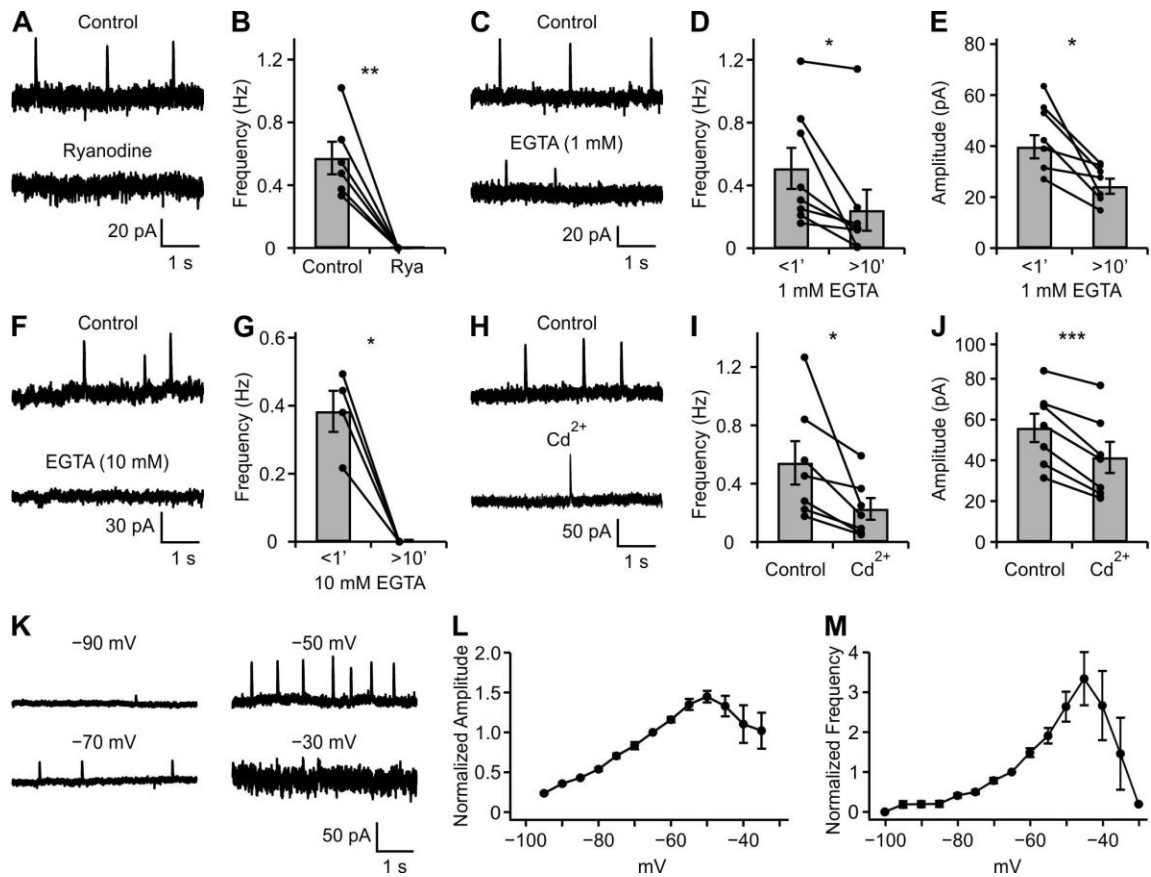 A
Control
Ryanodine
20 pA
1 s
B
**
Frequency (Hz)
1.2
0.8
0.4
0
Control Rya
C
Control
EGTA (1 mM)
20 pA
1 s
D
*
Frequency (Hz)
1.2
0.8
0.4
0
<1' >10'
1 mM EGTA
E
*
Amplitude (pA)
80
60
40
20
0
<1' >10'
1 mM EGTA
F
Control
EGTA (10 mM)
30 pA
1 s
G
*
Frequency (Hz)
0.6
0.4
0.2
0
<1' >10'
10 mM EGTA
H
Control
Cd²⁺
50 pA
1 s
I
*
Frequency (Hz)
1.2
0.8
0.4
0
Control Cd²⁺
J
***
Amplitude (pA)
100
80
60
40
20
0
Control Cd²⁺
K
−90 mV
−50 mV
−70 mV
−30 mV
50 pA
1 s
L
Normalized Amplitude
2.0
1.5
1.0
0.5
0
−100 −80 −60 −40
mV
M
Normalized Frequency
4
3
2
1
0
−100 −80 −60 −40
mV